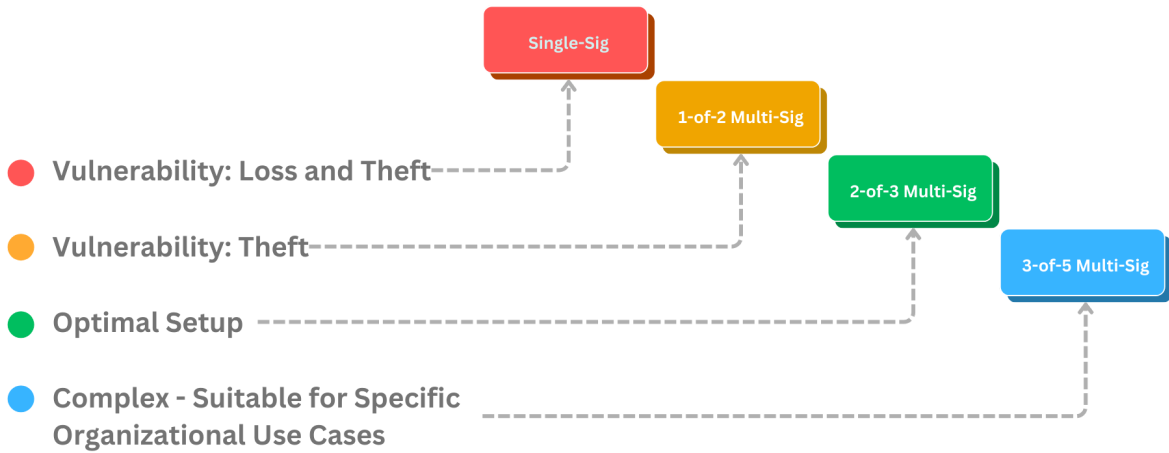 Single-Sig
1-of-2 Multi-Sig
Vulnerability: Loss and Theft
2-of-3 Multi-Sig
Vulnerability: Theft
3-of-5 Multi-Sig
Optimal Setup
Complex - Suitable for Specific
Organizational Use Cases